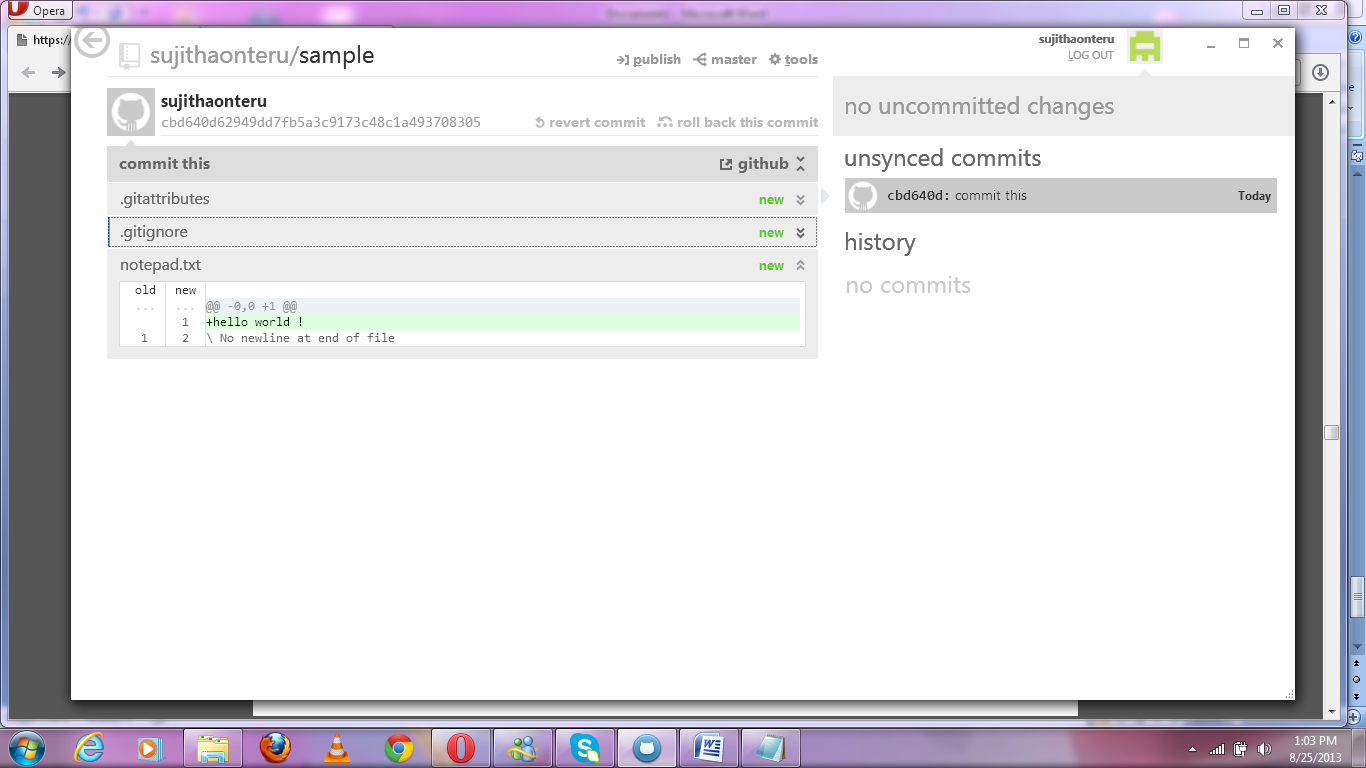 Opera
Document1 - Microsoft Word
https:/
sujithaonteru/sample
publish
master
tools
sujithaonteru
LOG OUT
sujithaonteru
cbd640d62949dd7fb5a3c9173c48c1a493708305
revert commit
roll back this commit
no uncommitted changes
commit this
github
unsynced commits
.gitattributes
new
cbd640d: commit this
Today
.gitignore
new
history
notepad.txt
new
no commits
old new
... ... @@ -0,0 +1 @@
1 +hello world !
1 2 \ No newline at end of file
1:03 PM
8/25/2013